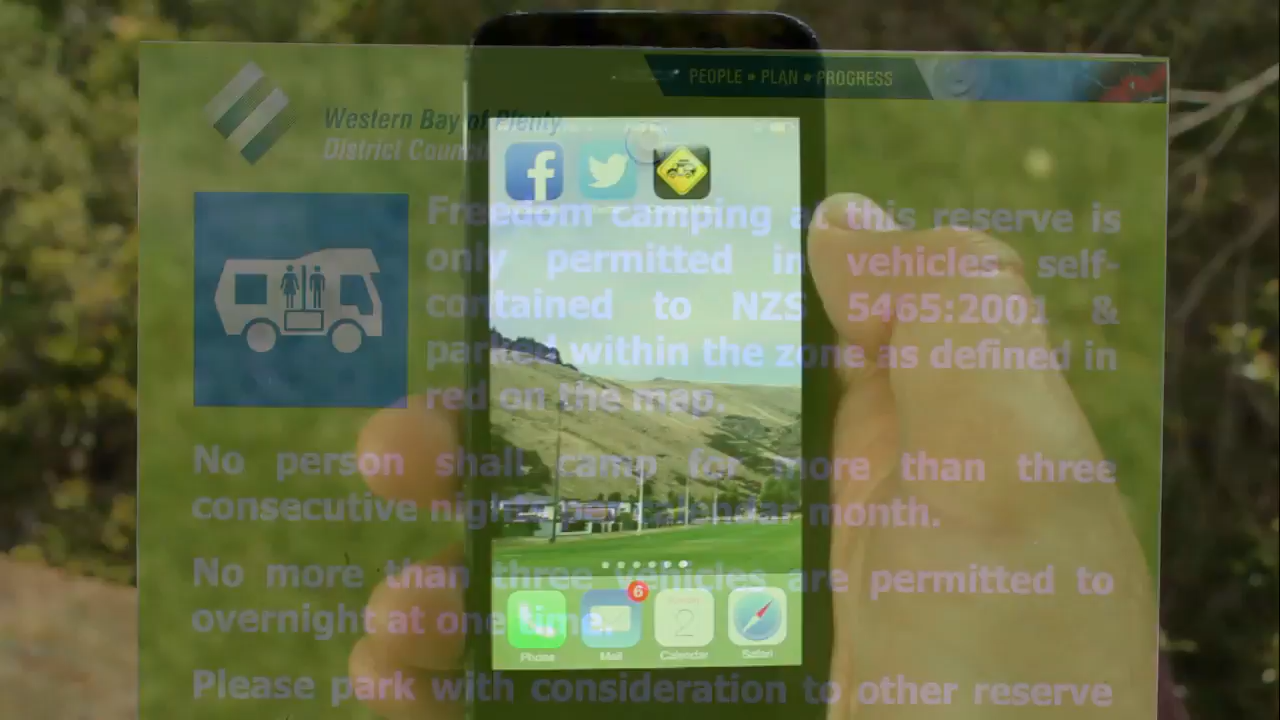 PEOPLE • PLAN • PROGRESS
Western Bay of Plenty
District Council
Freedom camping at this reserve is
only permitted in vehicles self-
contained to NZS 5465:2001 &
parked within the zone as defined in
red on the map.
No person shall camp for more than three
consecutive nights per calendar month.
No more than three vehicles are permitted to
overnight at one time.
6
2
Phone Mail Calendar Safari
Please park with consideration to other reserve